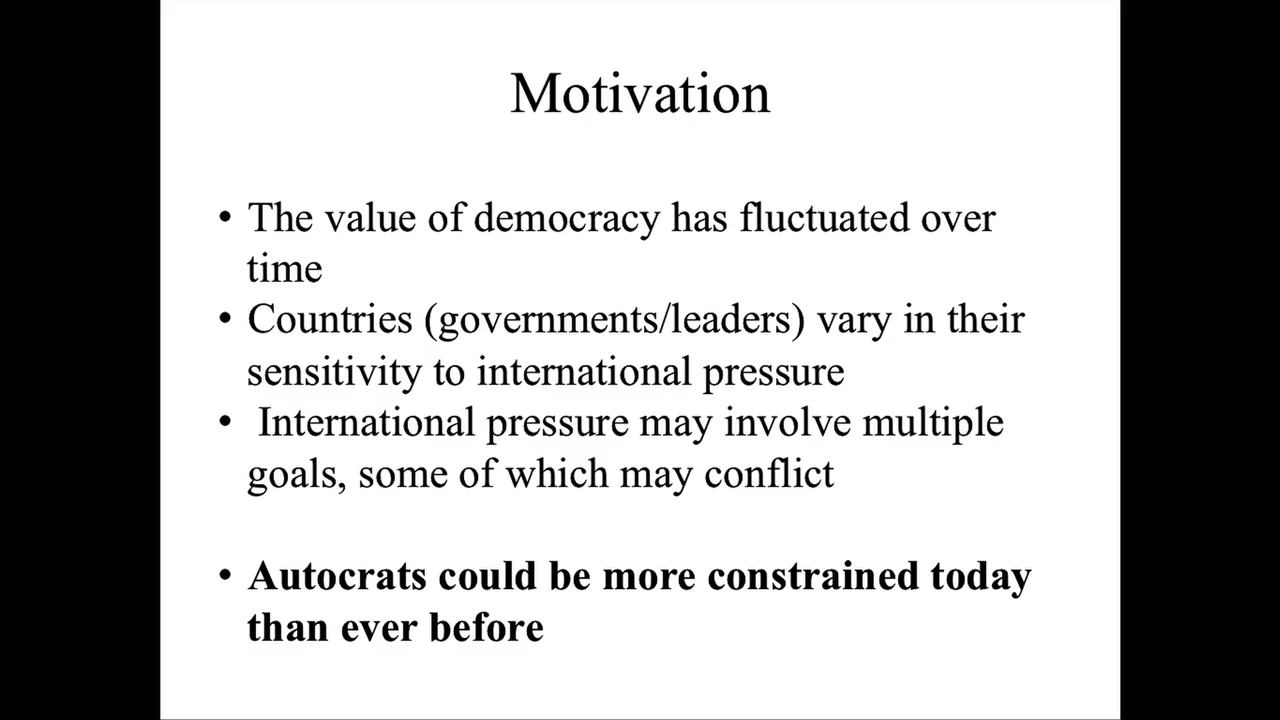 Motivation
• The value of democracy has fluctuated over
time
• Countries (governments/leaders) vary in their
sensitivity to international pressure
• International pressure may involve multiple
goals, some of which may conflict
• Autocrats could be more constrained today
than ever before